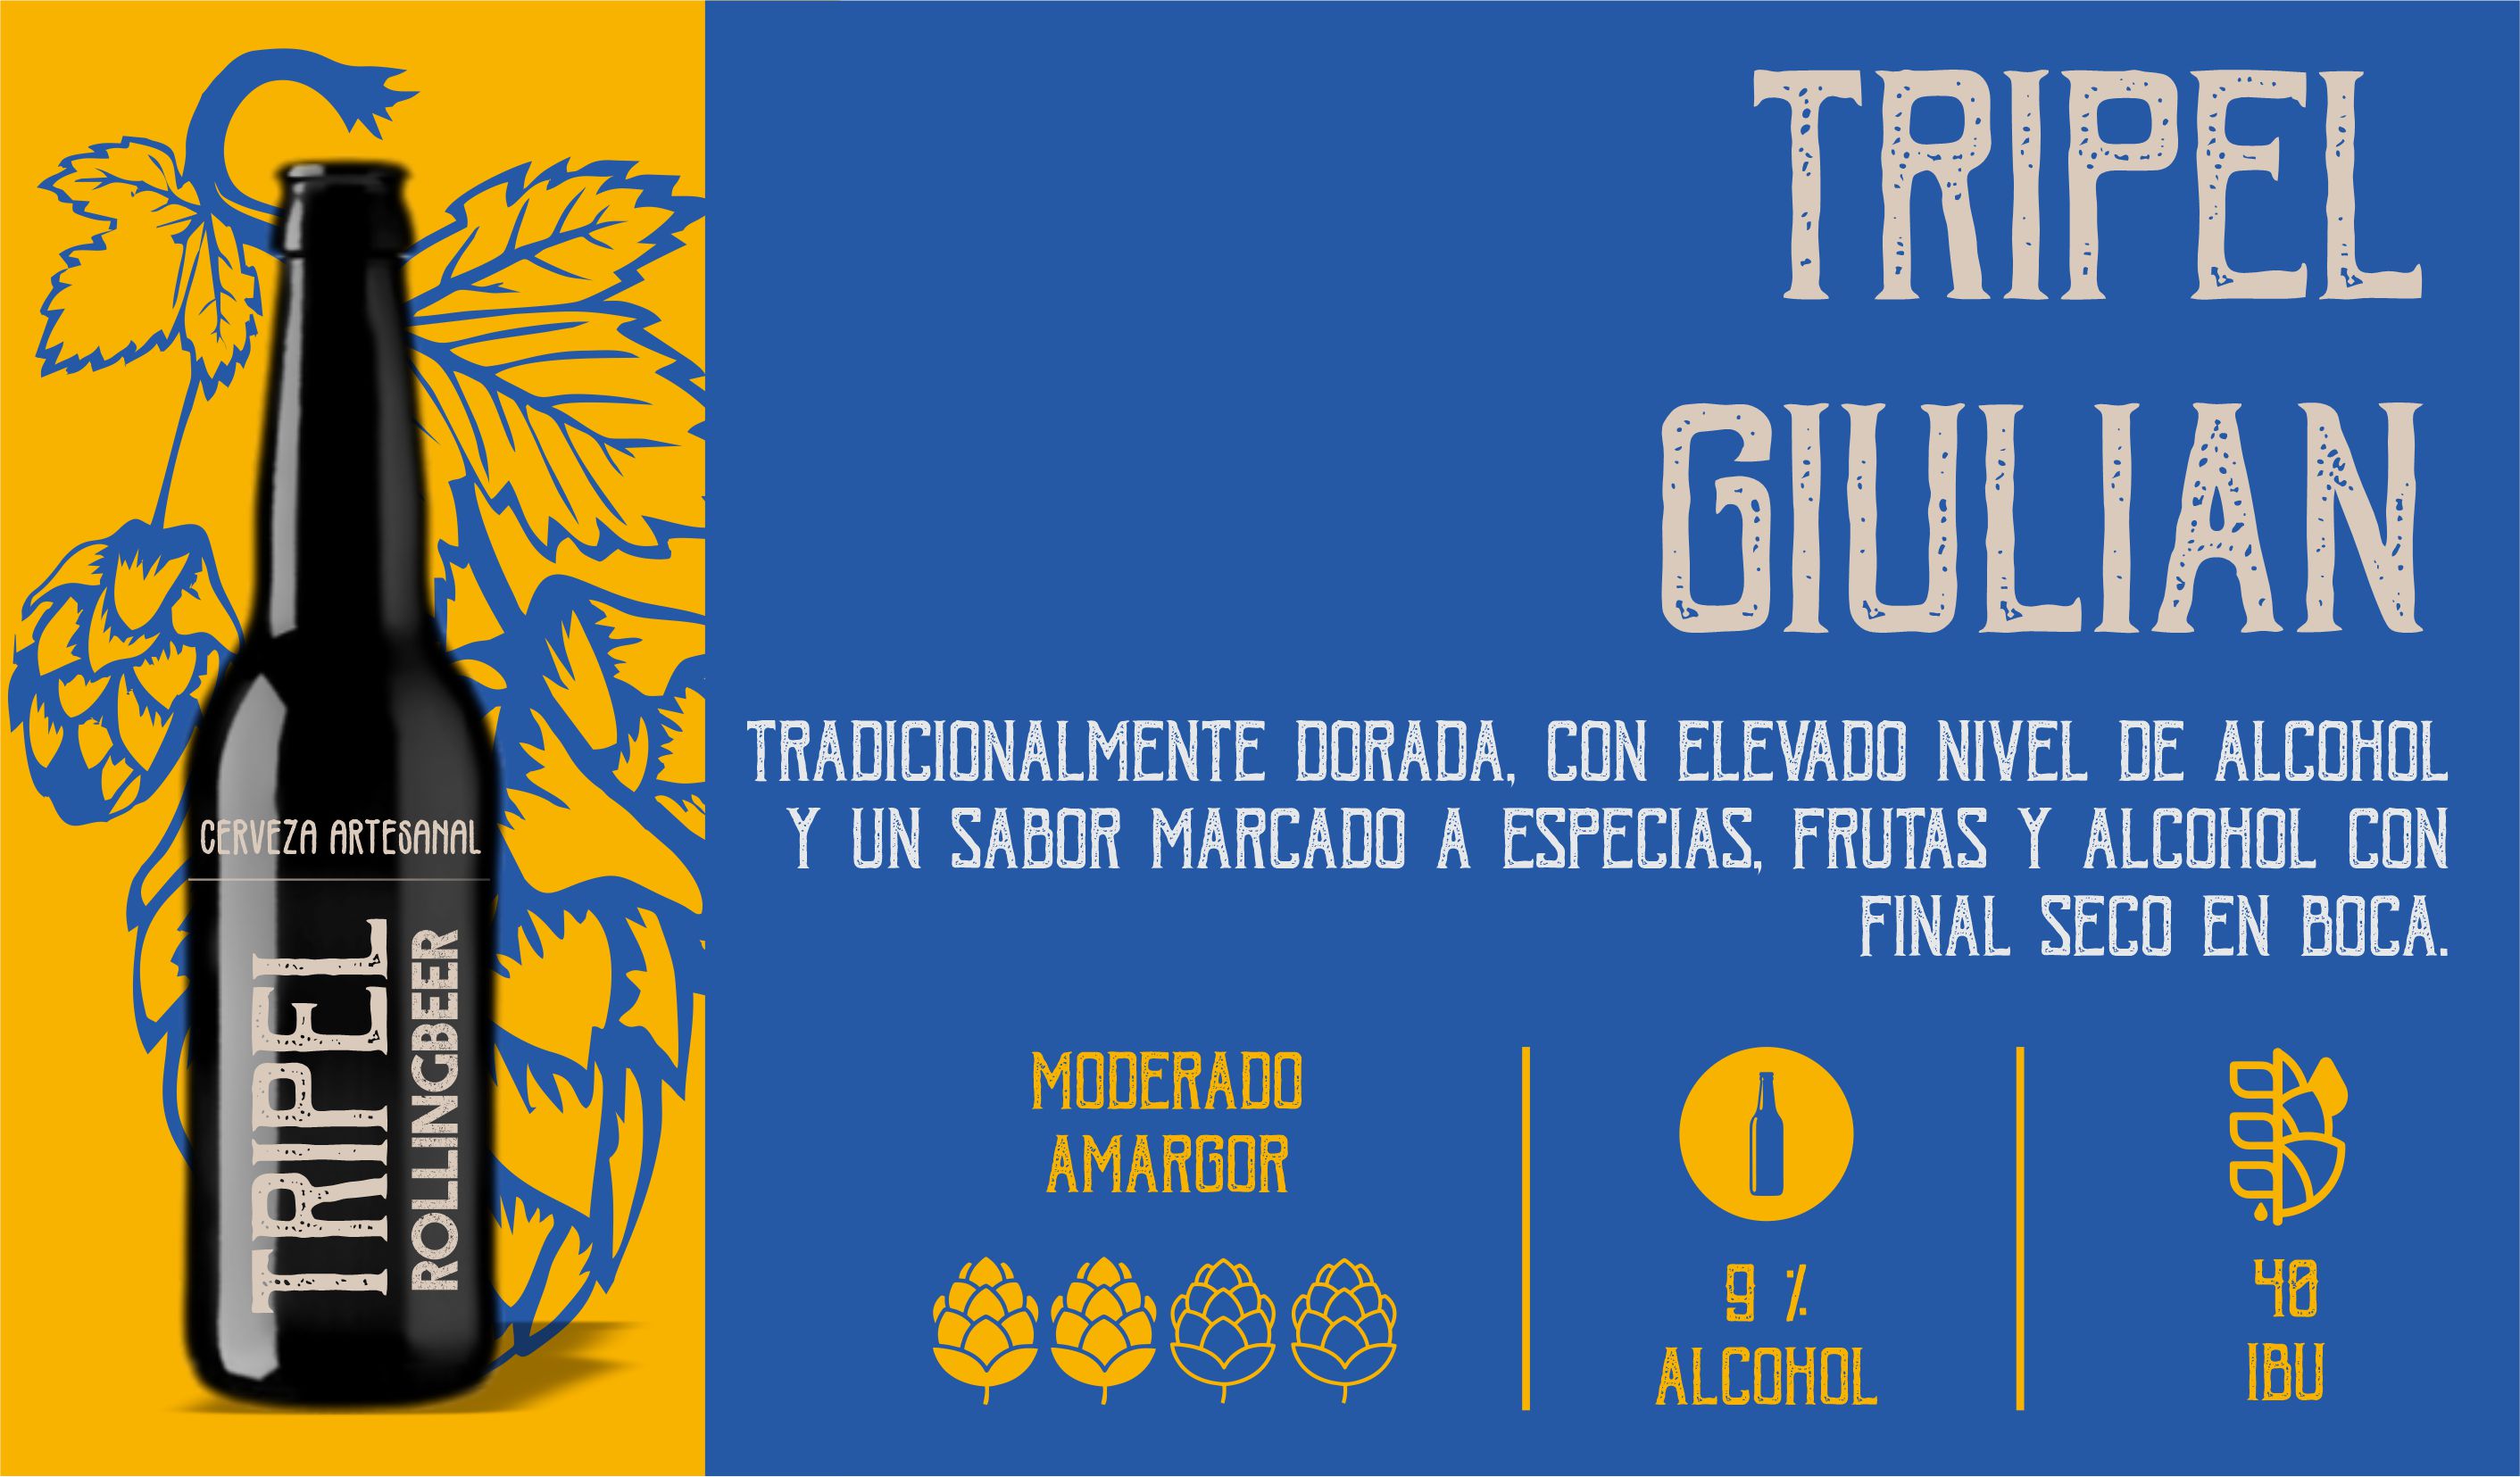 CERVEZA ARTESANAL
TRIPEL
ROLLINGBEER
TRIPEL
GIULIAN
TRADICIONALMENTE DORADA, CON ELEVADO NIVEL DE ALCOHOL
Y UN SABOR MARCADO A ESPECIAS, FRUTAS Y ALCOHOL CON
FINAL SECO EN BOCA.
MODERADO
AMARGOR
9 %
ALCOHOL
40
IBU